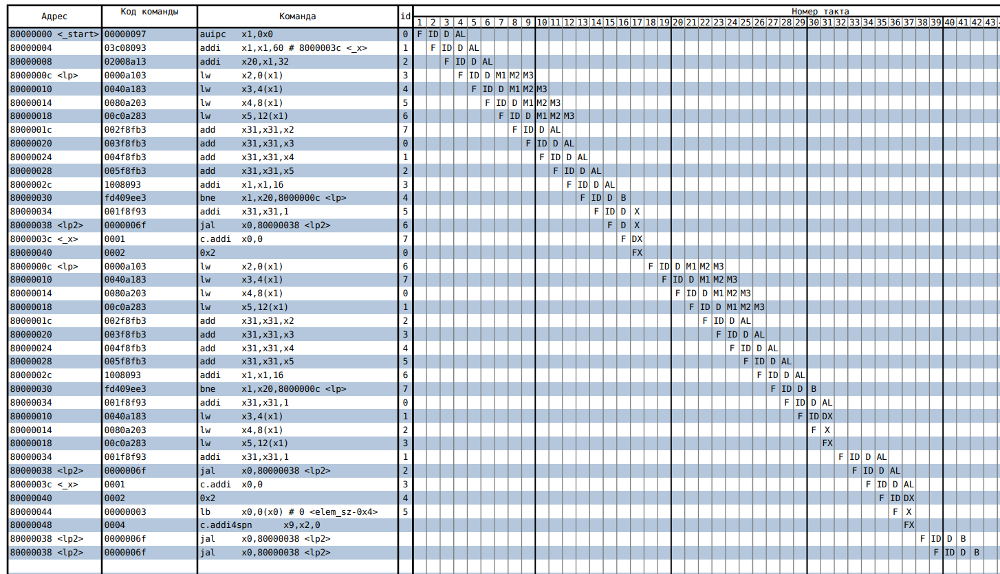 Адрес Код команды Команда id Номер такта
1 2 3 4 5 6 7 8 9 10 11 12 13 14 15 16 17 18 19 20 21 22 23 24 25 26 27 28 29 30 31 32 33 34 35 36 37 38 39 40 41 42 43
80000000 <_start> 00000097 auipc x1,0x0 0 F ID D AL
80000004 03c08093 addi x1,x1,60 # 8000003c <_x> 1 F ID D AL
80000008 02008a13 addi x20,x1,32 2 F ID D AL
8000000c <lp> 0000a103 lw x2,0(x1) 3 F ID D M1 M2 M3
80000010 0040a183 lw x3,4(x1) 4 F ID D M1 M2 M3
80000014 0080a203 lw x4,8(x1) 5 F ID D M1 M2 M3
80000018 00c0a283 lw x5,12(x1) 6 F ID D M1 M2 M3
8000001c 002f8fb3 add x31,x31,x2 7 F ID D AL
80000020 003f8fb3 add x31,x31,x3 0 F ID D AL
80000024 004f8fb3 add x31,x31,x4 1 F ID D AL
80000028 005f8fb3 add x31,x31,x5 2 F ID D AL
8000002c 1008093 addi x1,x1,16 3 F ID D AL
80000030 fd409ee3 bne x1,x20,8000000c <lp> 4 F ID D B
80000034 001f8f93 addi x31,x31,1 5 F ID D X
80000038 <lp2> 0000006f jal x0,80000038 <lp2> 6 F D X
8000003c <_x> 0001 c.addi x0,0 7 F DX
80000040 0002 0x2 0 FX
8000000c <lp> 0000a103 lw x2,0(x1) 6 F ID D M1 M2 M3
80000010 0040a183 lw x3,4(x1) 7 F ID D M1 M2 M3
80000014 0080a203 lw x4,8(x1) 0 F ID D M1 M2 M3
80000018 00c0a283 lw x5,12(x1) 1 F ID D M1 M2 M3
8000001c 002f8fb3 add x31,x31,x2 2 F ID D AL
80000020 003f8fb3 add x31,x31,x3 3 F ID D AL
80000024 004f8fb3 add x31,x31,x4 4 F ID D AL
80000028 005f8fb3 add x31,x31,x5 5 F ID D AL
8000002c 1008093 addi x1,x1,16 6 F ID D AL
80000030 fd409ee3 bne x1,x20,8000000c <lp> 7 F ID D B
80000034 001f8f93 addi x31,x31,1 0 F ID D AL
80000010 0040a183 lw x3,4(x1) 1 F ID DX
80000014 0080a203 lw x4,8(x1) 2 F X
80000018 00c0a283 lw x5,12(x1) 3 FX
80000034 001f8f93 addi x31,x31,1 1 F ID D AL
80000038 <lp2> 0000006f jal x0,80000038 <lp2> 2 F ID D AL
8000003c <_x> 0001 c.addi x0,0 3 F ID D AL
80000040 0002 0x2 4 F ID DX
80000044 00000003 lb x0,0(x0) # 0 <elem_sz-0x4> 5 F X
80000048 0004 c.addi4spn x9,x2,0 FX
80000038 <lp2> 0000006f jal x0,80000038 <lp2> F ID D B
80000038 <lp2> 0000006f jal x0,80000038 <lp2> F ID D B